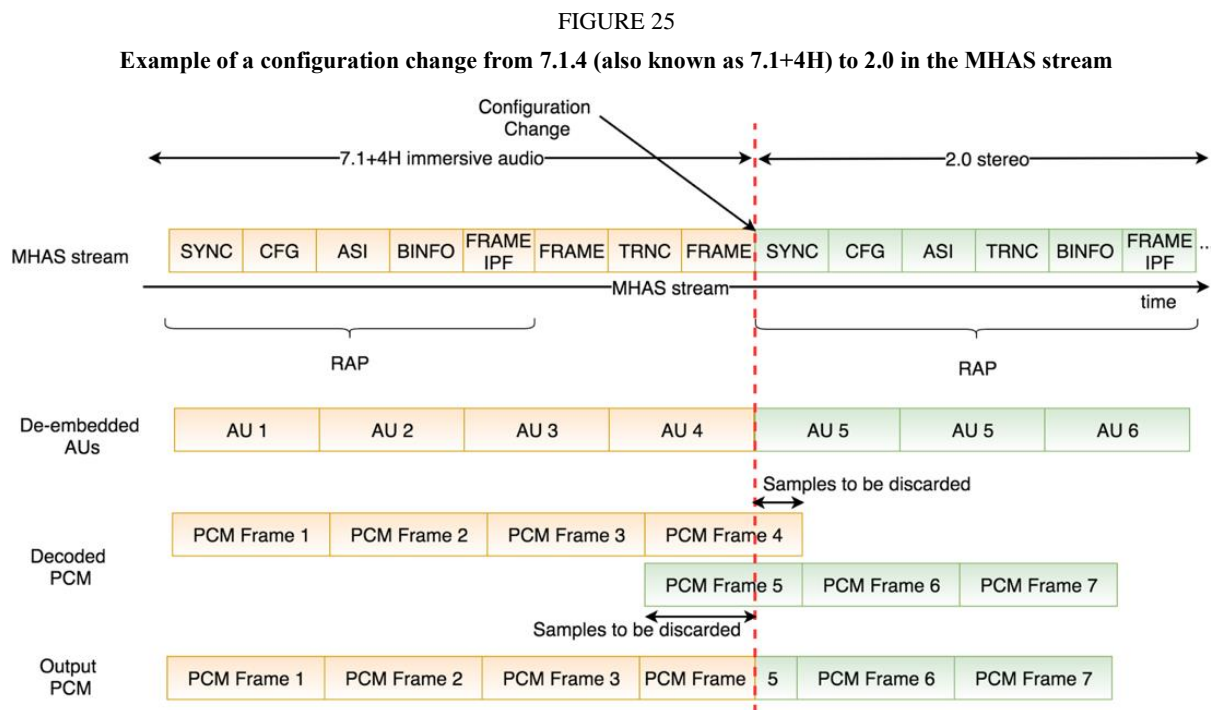 FIGURE 25
Example of a configuration change from 7.1.4 (also known as 7.1+4H) to 2.0 in the MHAS stream
Configuration
Change
7.1+4H immersive audio
2.0 stereo
MHAS stream
SYNC
CFG
ASI
BINFO
FRAME
IPF
FRAME
TRNC
FRAME
SYNC
CFG
ASI
TRNC
BINFO
FRAME
IPF
..
MHAS stream
time
RAP
RAP
De-embedded
AUs
AU 1
AU 2
AU 3
AU 4
AU 5
AU 5
AU 6
Samples to be discarded
Decoded
PCM
PCM Frame 1
PCM Frame 2
PCM Frame 3
PCM Frame 4
PCM Frame 5
PCM Frame 6
PCM Frame 7
Samples to be discarded
Output
PCM
PCM Frame 1
PCM Frame 2
PCM Frame 3
PCM Frame
5
PCM Frame 6
PCM Frame 7